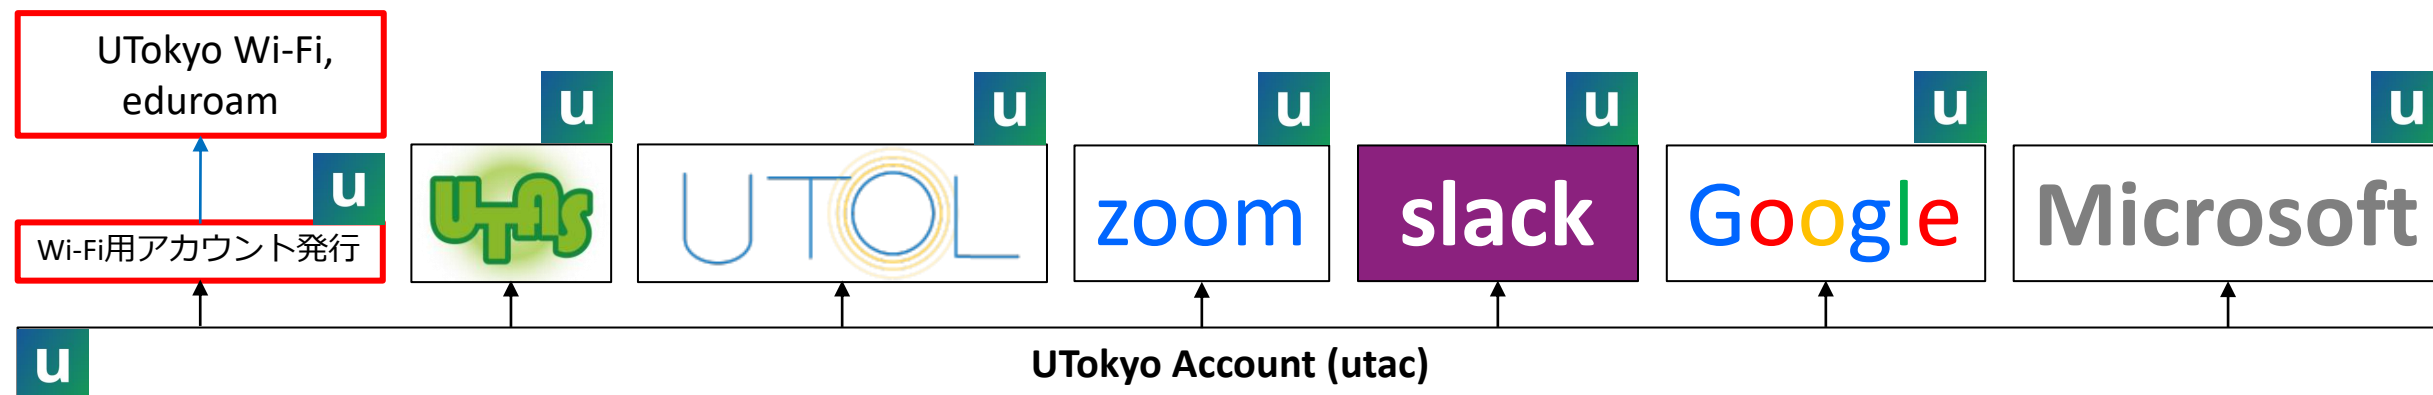 UTokyo Wi-Fi,
eduroam
u
Wi-Fi用アカウント発行
u
UTAS
u
UTOL
u
zoom
u
slack
u
Google
u
Microsoft
u
UTokyo Account (utac)